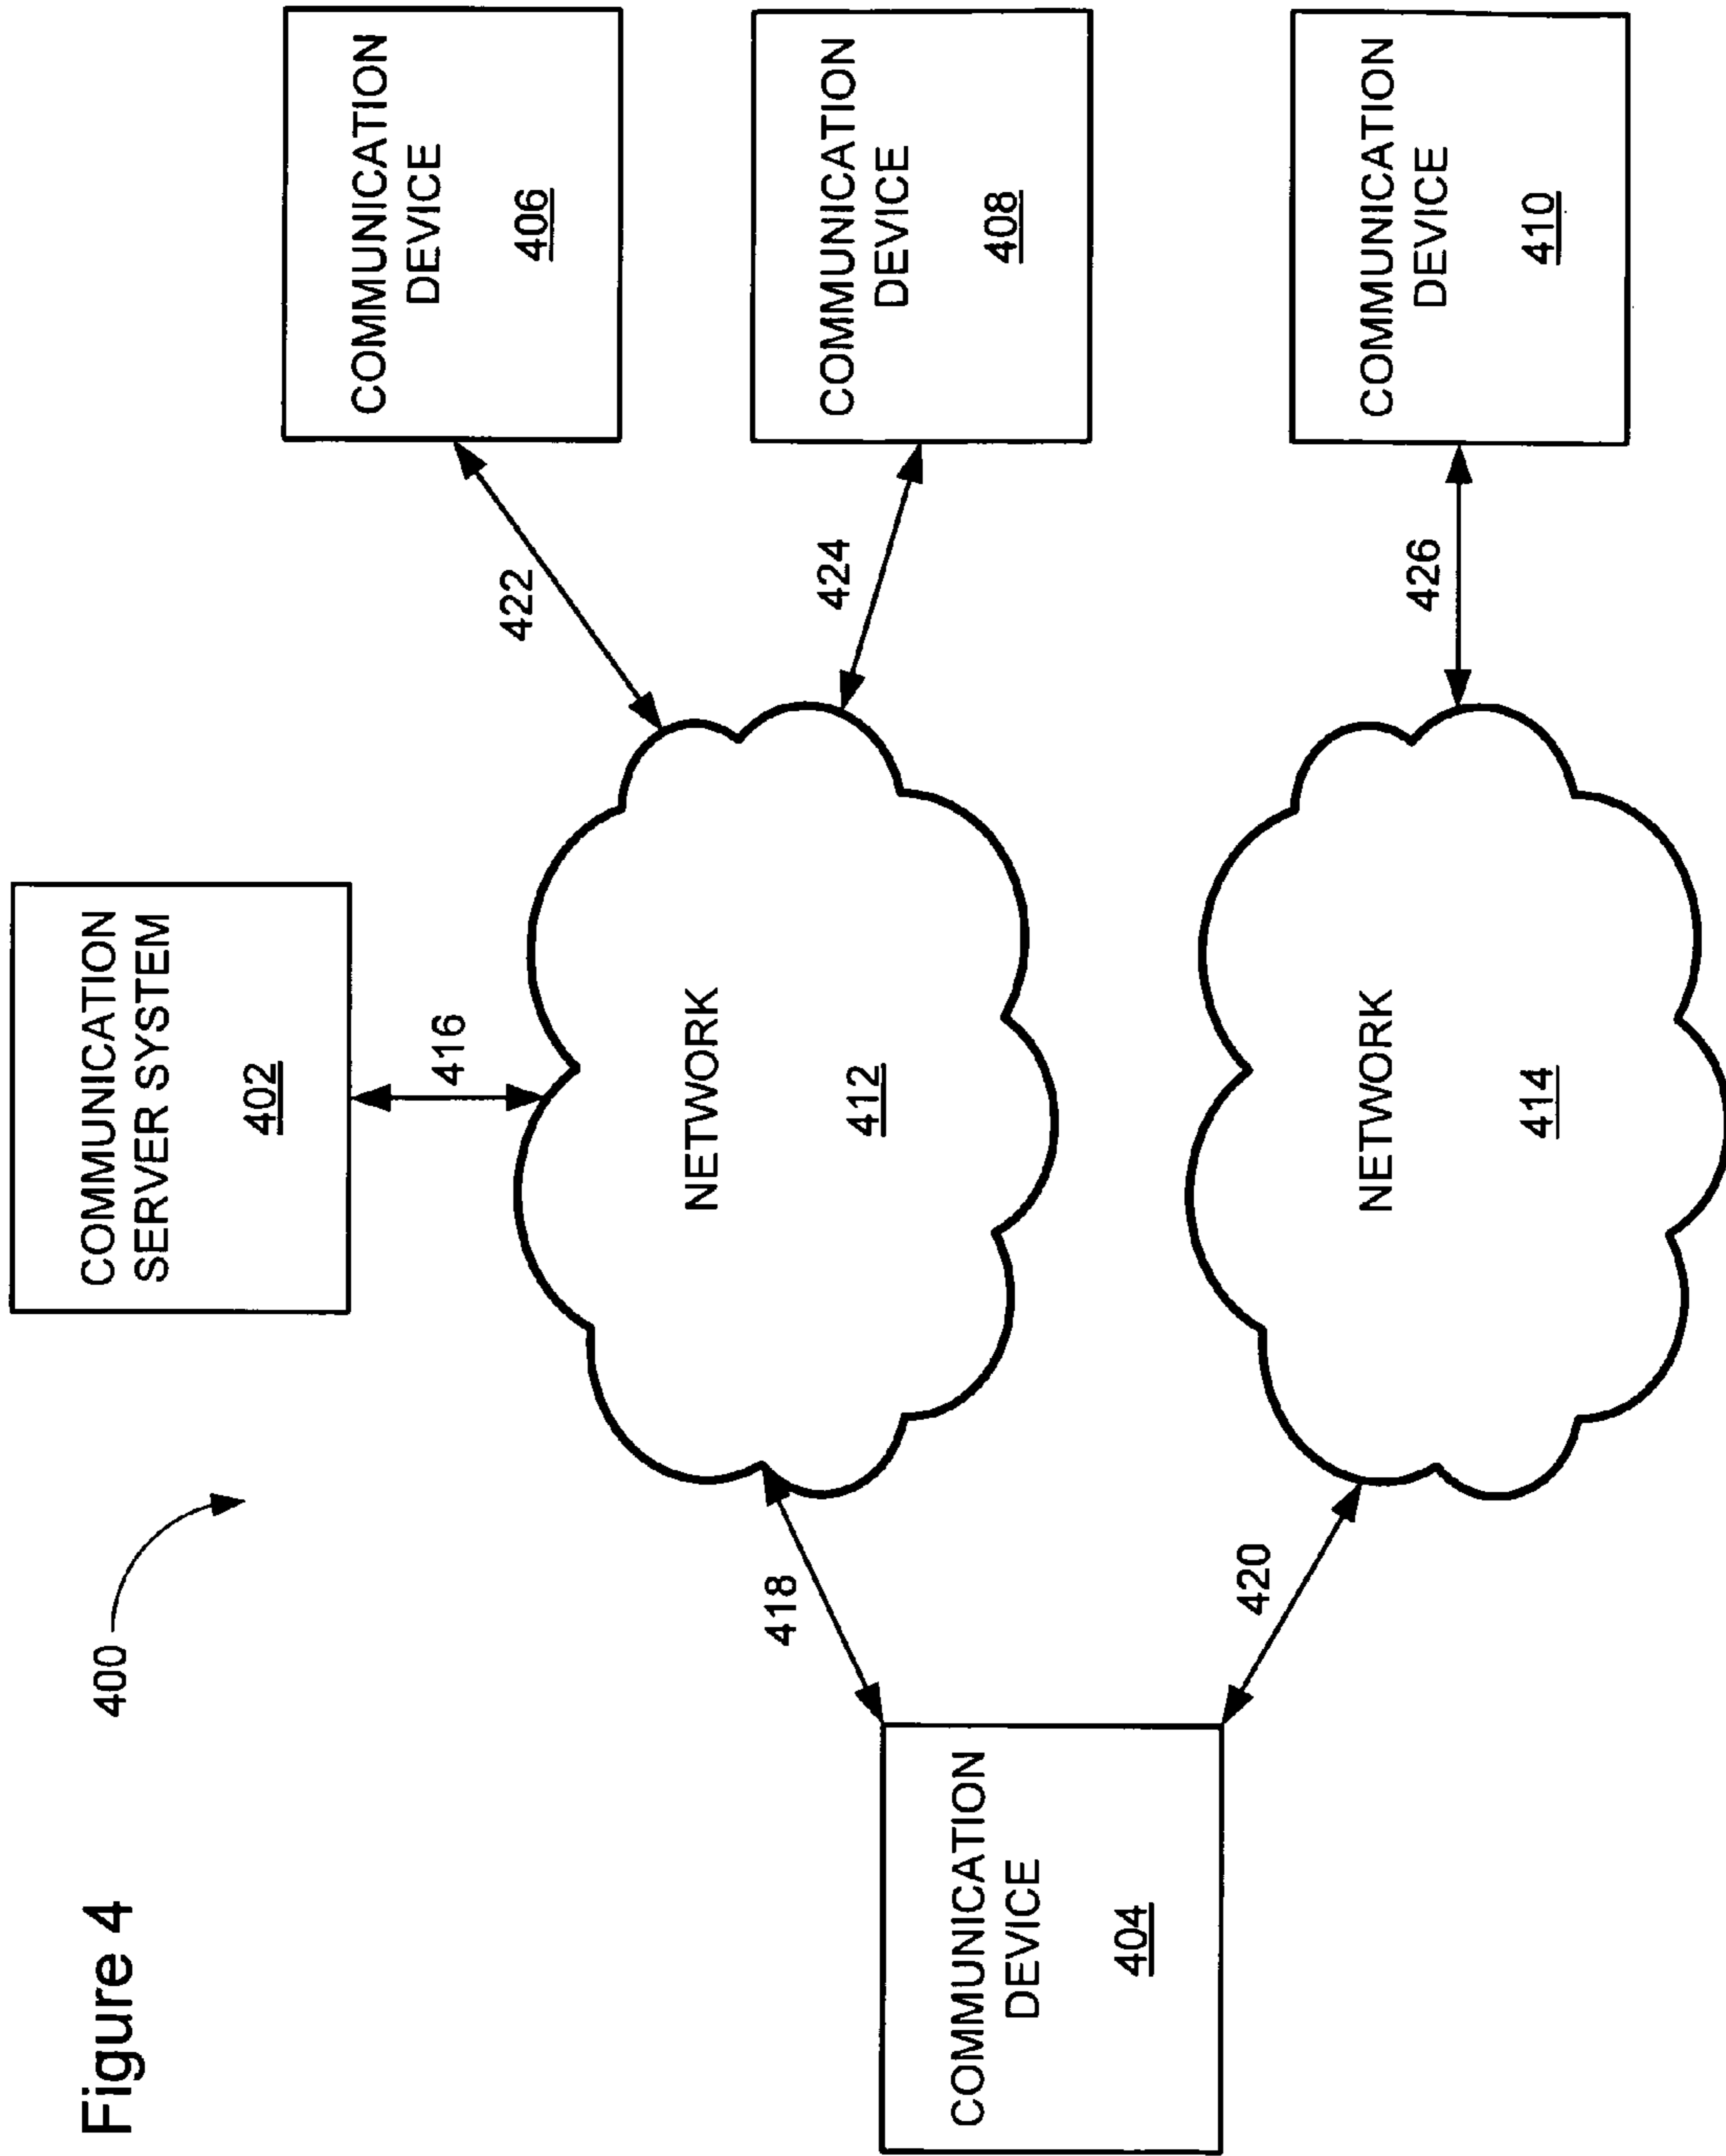 Figure 4
400
COMMUNICATION
SERVER SYSTEM
402
416
COMMUNICATION
DEVICE
404
418
420
NETWORK
412
NETWORK
414
422
424
426
COMMUNICATION
DEVICE
406
COMMUNICATION
DEVICE
408
COMMUNICATION
DEVICE
410